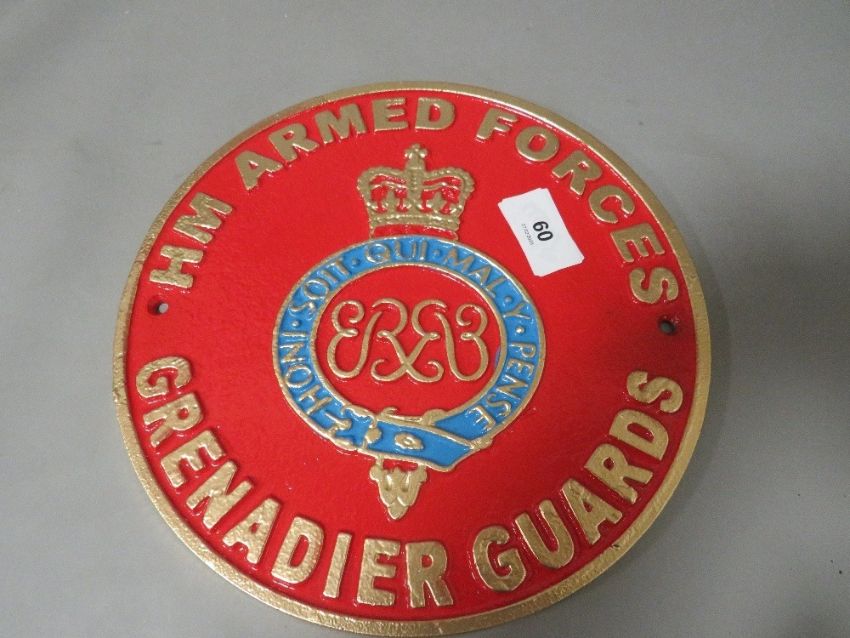 HM ARMED FORCES
60
HONI · SOIT · QUI · MAL · Y · PENSE
GRENADIER GUARDS